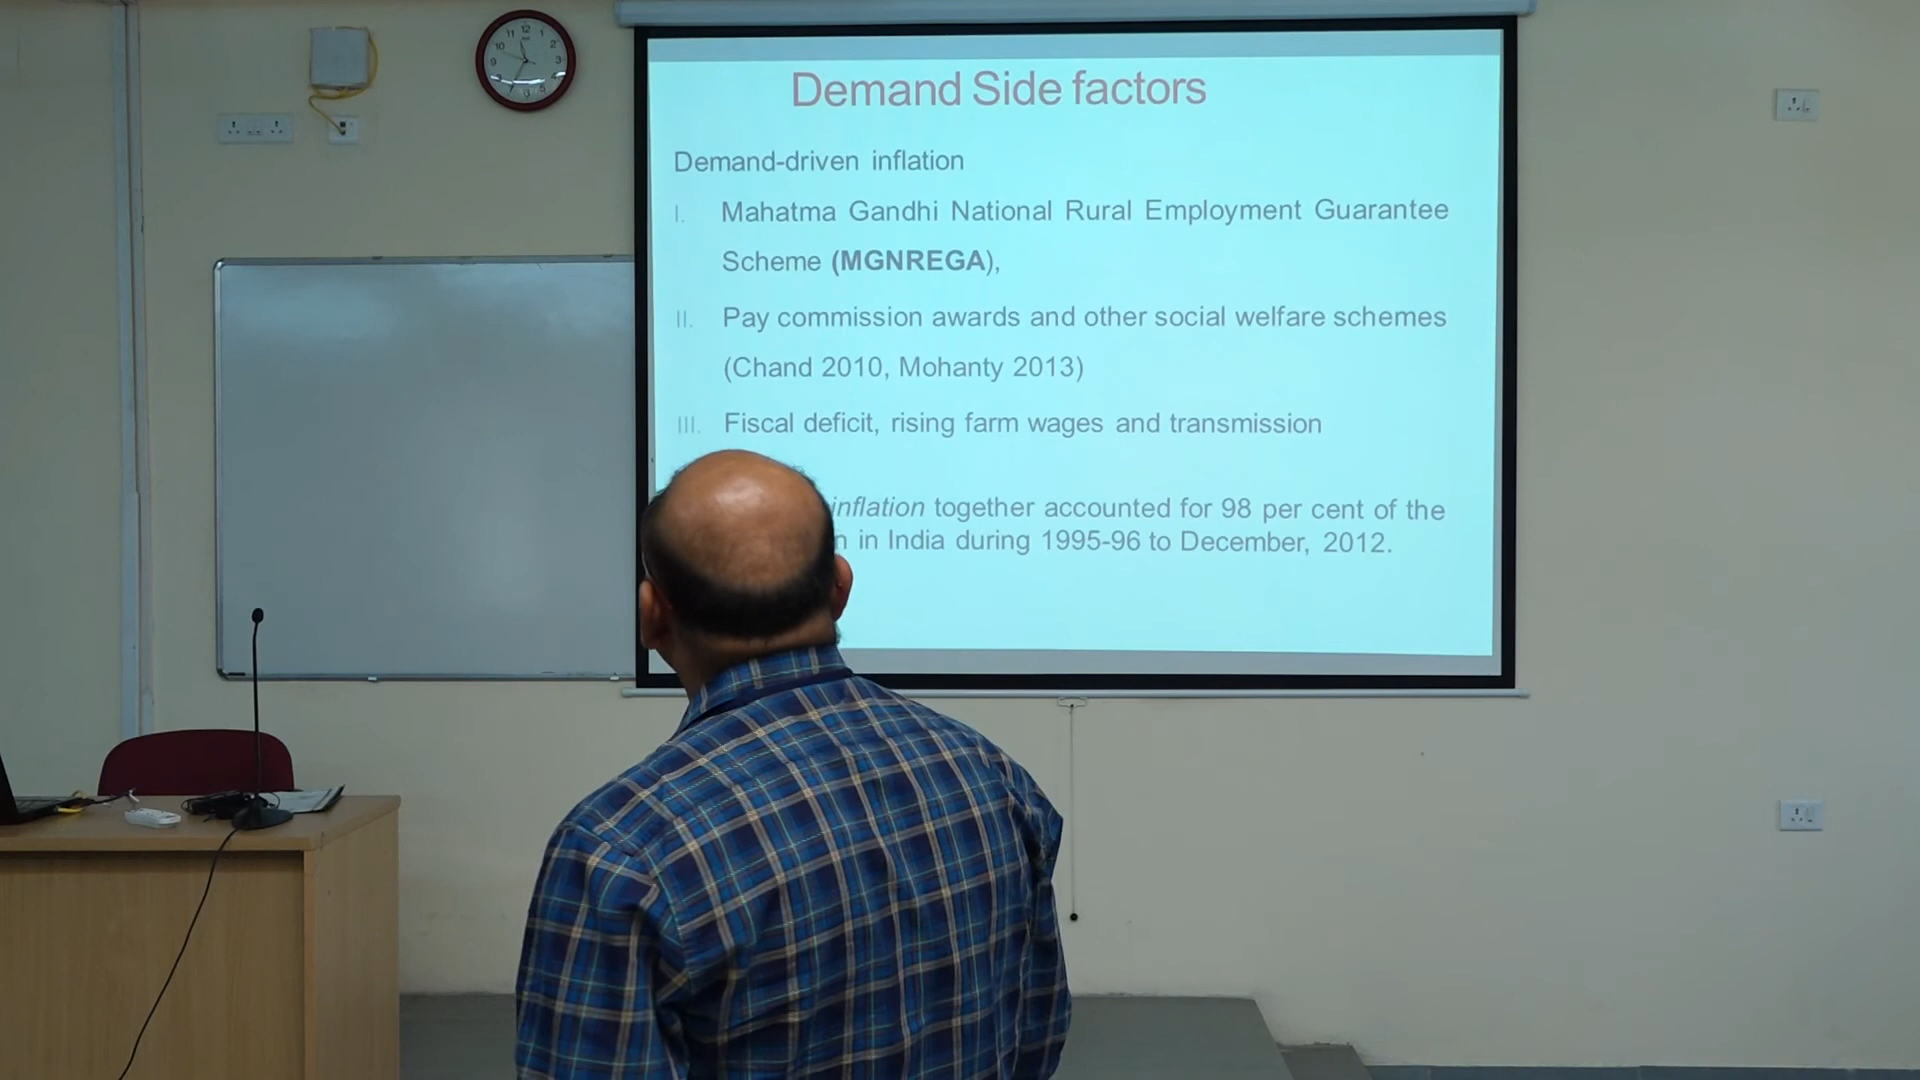 Demand Side factors
Demand-driven inflation
I. Mahatma Gandhi National Rural Employment Guarantee
Scheme (MGNREGA),
II. Pay commission awards and other social welfare schemes
(Chand 2010, Mohanty 2013)
III. Fiscal deficit, rising farm wages and transmission
inflation together accounted for 98 per cent of the
in India during 1995-96 to December, 2012.